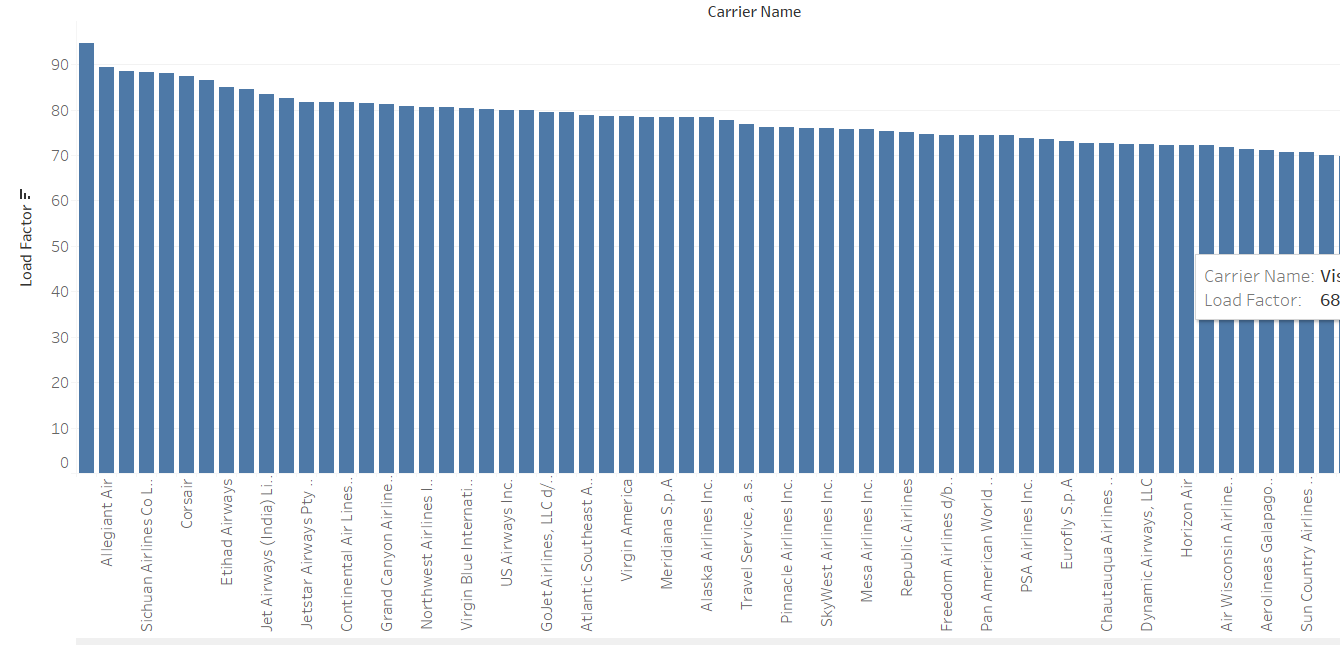 Carrier Name
90
80
70
60
50
40
30
20
10
0
Load Factor
Carrier Name: Vis
Load Factor: 68
Allegiant Air
Sichuan Airlines Co L..
Corsair
Etihad Airways
Jet Airways (India) Li..
Jetstar Airways Pty ..
Continental Air Lines..
Grand Canyon Airline..
Northwest Airlines I..
Virgin Blue Internati..
US Airways Inc.
GoJet Airlines, LLC d/..
Atlantic Southeast A..
Virgin America
Meridiana S.p.A
Alaska Airlines Inc.
Travel Service, a.s.
Pinnacle Airlines Inc.
SkyWest Airlines Inc.
Mesa Airlines Inc.
Republic Airlines
Freedom Airlines d/b..
Pan American World ..
PSA Airlines Inc.
Eurofly S.p.A
Chautauqua Airlines ..
Dynamic Airways, LLC
Horizon Air
Air Wisconsin Airline..
Aerolineas Galapago..
Sun Country Airlines ..